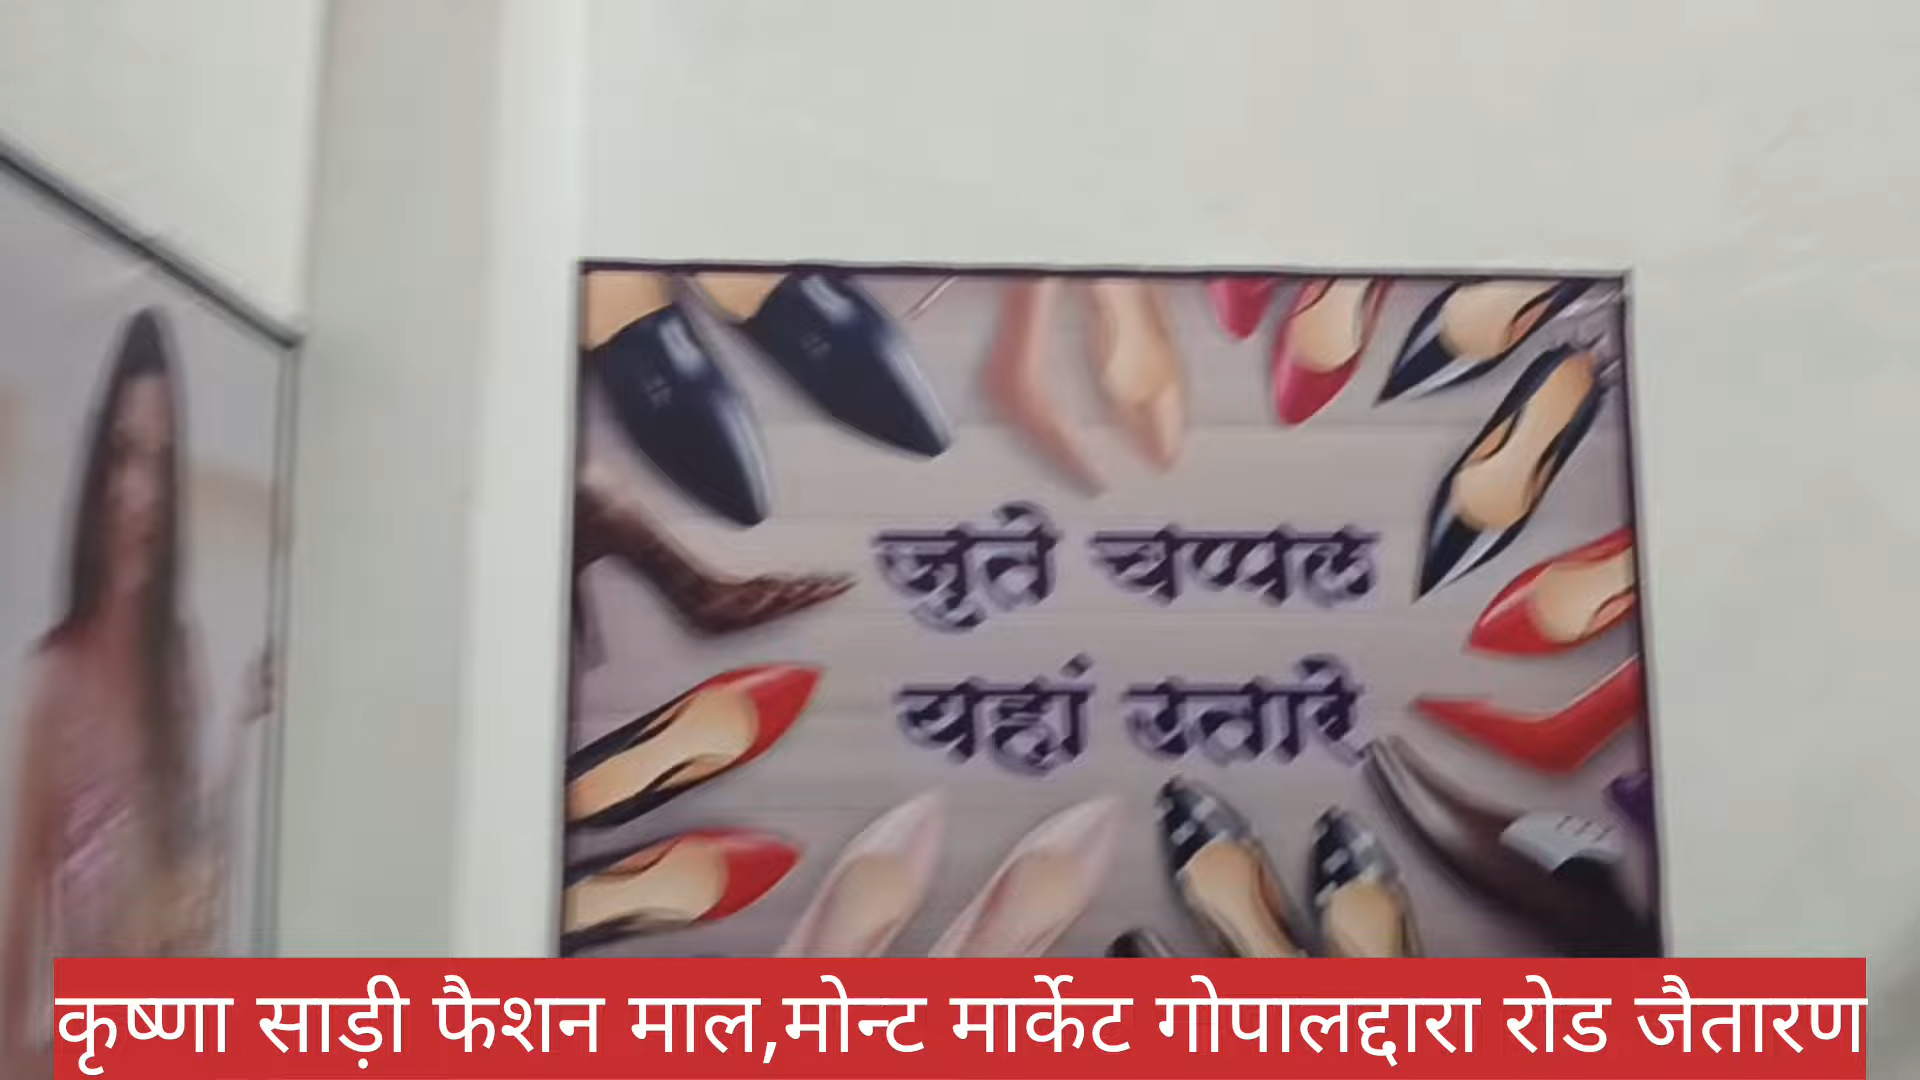 जुते चप्पल
यहां उतारे
कृष्णा साड़ी फैशन माल,मोन्ट मार्केट गोपालद्दारा रोड जैतारण